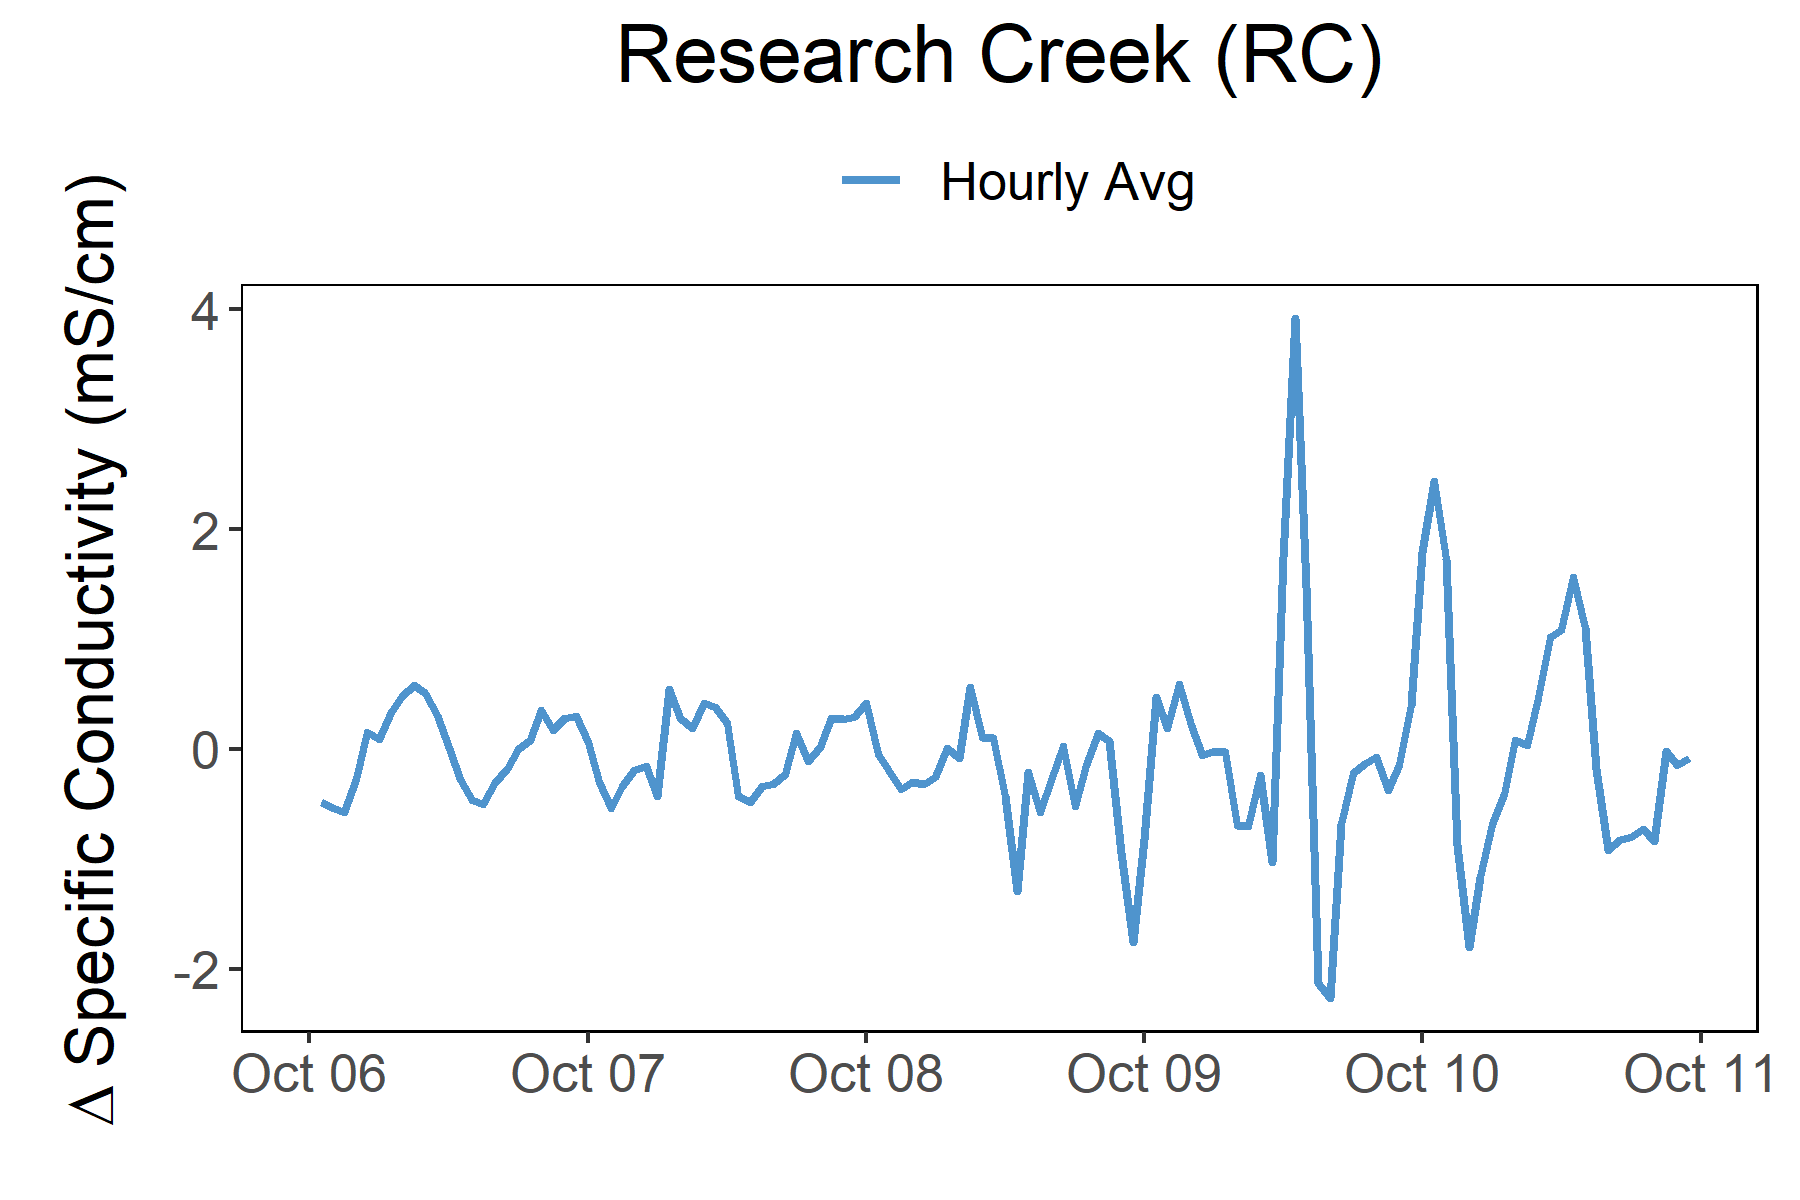 Research Creek (RC)
Hourly Avg
Δ Specific Conductivity (mS/cm)
4
2
0
-2
Oct 06
Oct 07
Oct 08
Oct 09
Oct 10
Oct 11